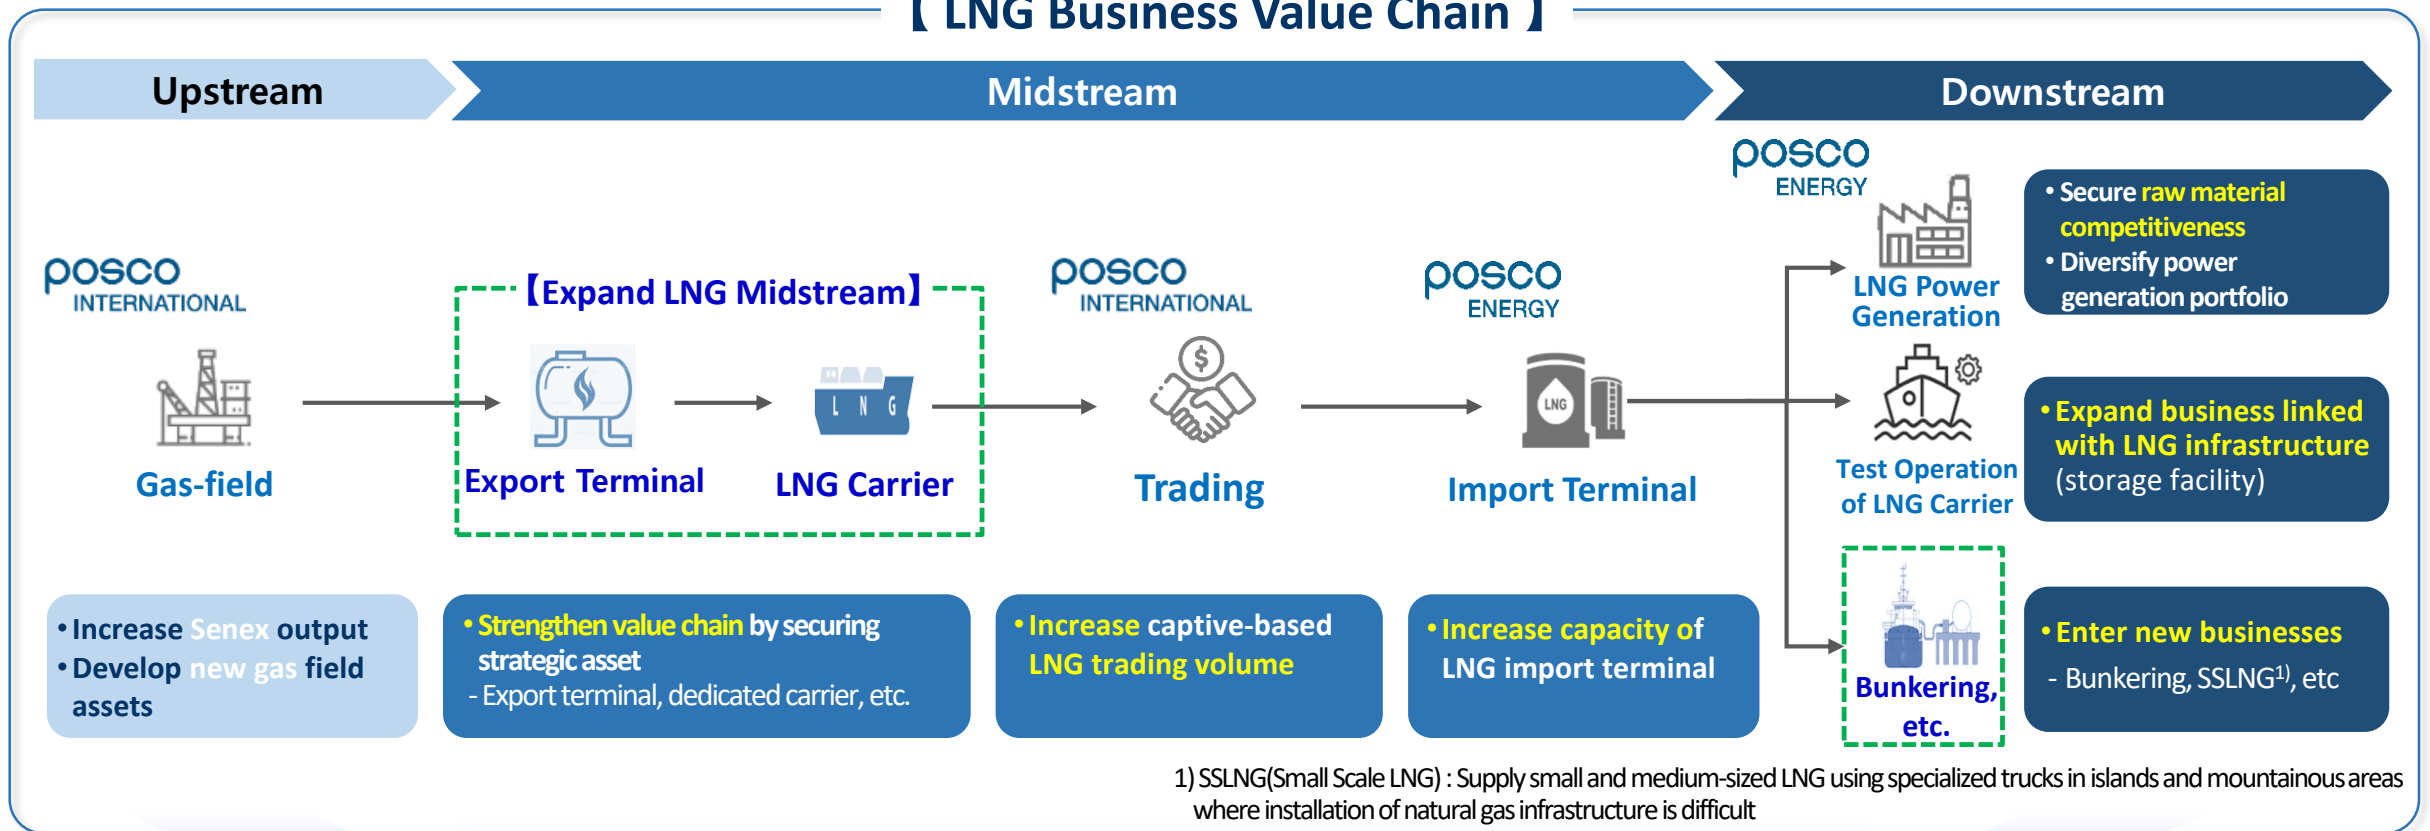 【 LNG Business Value Chain 】
Upstream
Midstream
Downstream
posco
INTERNATIONAL
Gas-field
【Expand LNG Midstream】
Export Terminal
L N G
LNG Carrier
posco
INTERNATIONAL
$
Trading
posco
ENERGY
LNG
Import Terminal
posco
ENERGY
LNG Power
Generation
Test Operation
of LNG Carrier
Bunkering,
etc.
• Secure raw material
competitiveness
• Diversify power
generation portfolio
• Expand business linked
with LNG infrastructure
(storage facility)
• Enter new businesses
- Bunkering, SSLNG1), etc
• Increase Senex output
• Develop new gas field
assets
• Strengthen value chain by securing
strategic asset
- Export terminal, dedicated carrier, etc.
• Increase captive-based
LNG trading volume
• Increase capacity of
LNG import terminal
1) SSLNG(Small Scale LNG) : Supply small and medium-sized LNG using specialized trucks in islands and mountainous areas
where installation of natural gas infrastructure is difficult